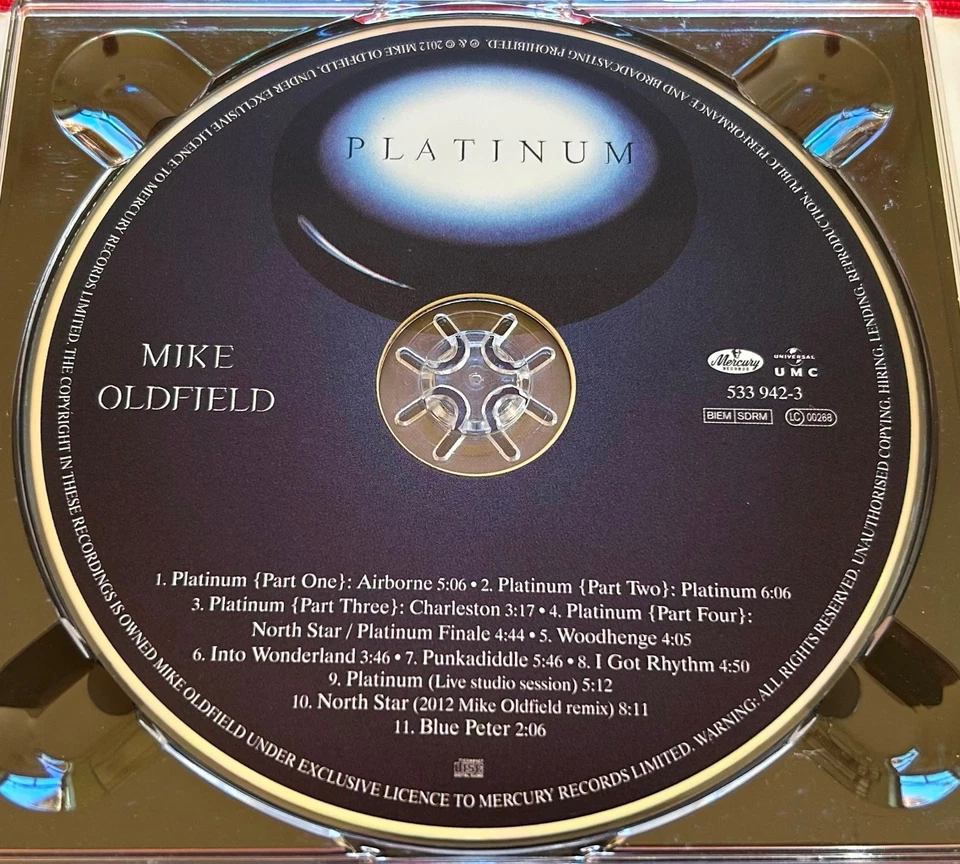 PLATINUM
MIKE
OLDFIELD
Mercury
RECORDS
UNIVERSAL
UMC
533 942-3
BIEM SDRM
LC 00268
1. Platinum {Part One}: Airborne 5:06 • 2. Platinum {Part Two}: Platinum 6:06
3. Platinum {Part Three}: Charleston 3:17 • 4. Platinum {Part Four}:
North Star / Platinum Finale 4:44 • 5. Woodhenge 4:05
6. Into Wonderland 3:46 • 7. Punkadiddle 5:46 • 8. I Got Rhythm 4:50
9. Platinum (Live studio session) 5:12
10. North Star (2012 Mike Oldfield remix) 8:11
11. Blue Peter 2:06
COMPACT
disc
DIGITAL AUDIO
℗ & © 2012 MIKE OLDFIELD, UNDER EXCLUSIVE LICENCE TO MERCURY RECORDS LIMITED. THE COPYRIGHT IN THESE RECORDINGS IS OWNED MIKE OLDFIELD UNDER EXCLUSIVE LICENCE TO MERCURY RECORDS LIMITED. WARNING: ALL RIGHTS RESERVED. UNAUTHORISED COPYING, HIRING, LENDING, REPRODUCTION, PUBLIC PERFORMANCE AND BROADCASTING PROHIBITED.